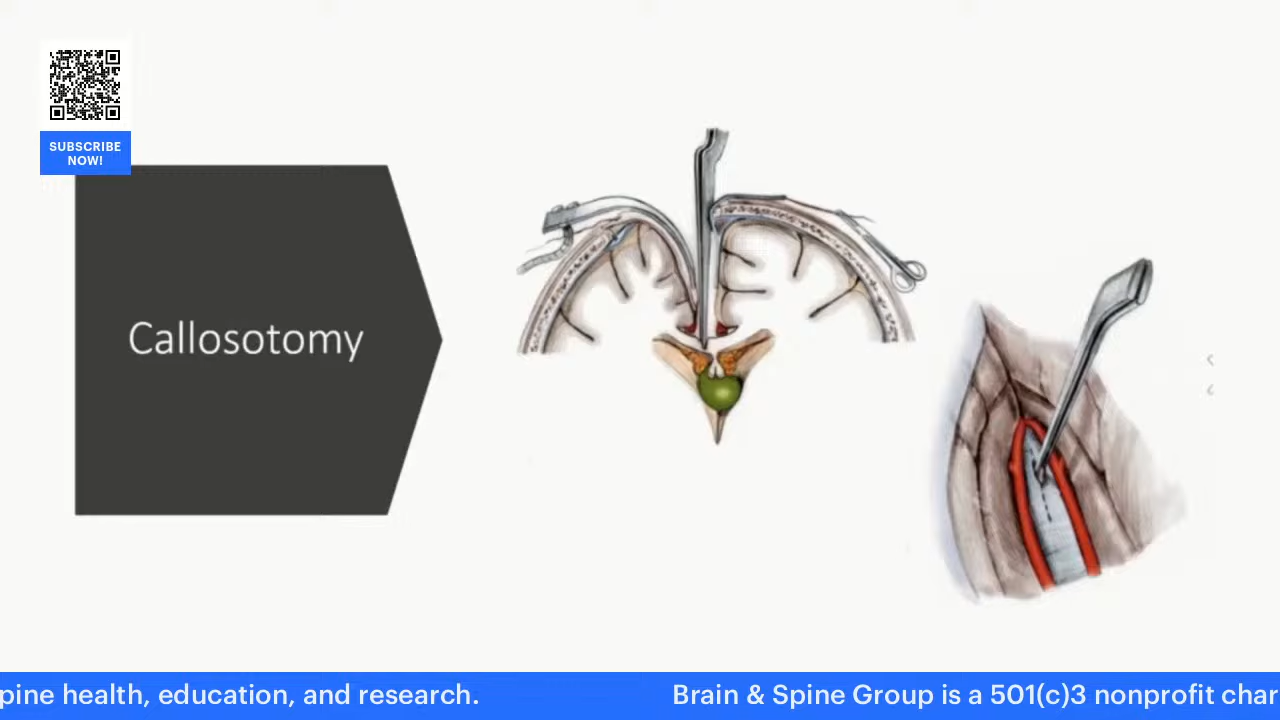 SUBSCRIBE
NOW!
Callosotomy
pine health, education, and research.
Brain & Spine Group is a 501(c)3 nonprofit char